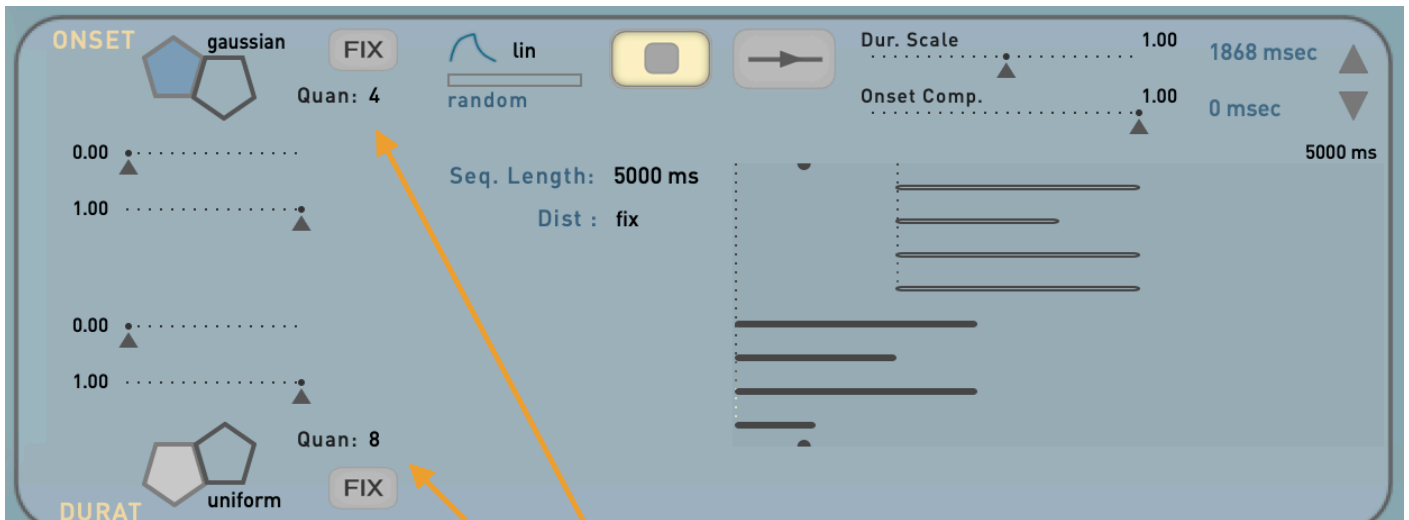 ONSET
gaussian
FIX
Quan: 4
lin
random
Dur. Scale 1.00
1868 msec
Onset Comp. 1.00
0 msec
5000 ms
0.00
1.00
Seq. Length: 5000 ms
Dist : fix
0.00
1.00
Quan: 8
uniform
FIX
DURAT